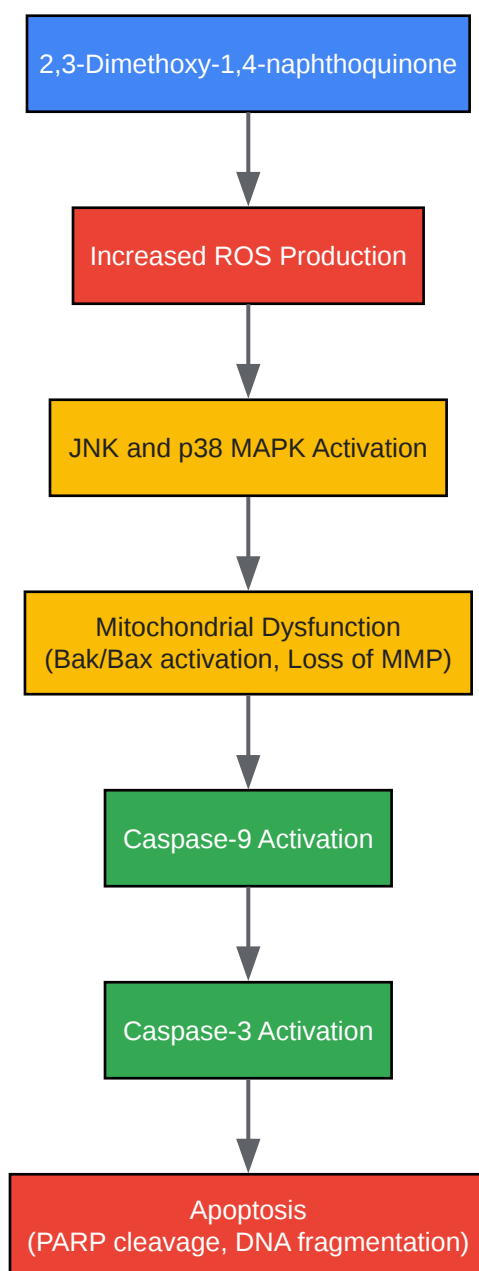 2,3-Dimethoxy-1,4-naphthoquinone
Increased ROS Production
JNK and p38 MAPK Activation
Mitochondrial Dysfunction
(Bak/Bax activation, Loss of MMP)
Caspase-9 Activation
Caspase-3 Activation
Apoptosis
(PARP cleavage, DNA fragmentation)